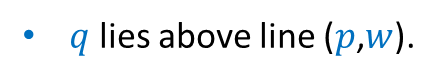 • q lies above line (p,w).